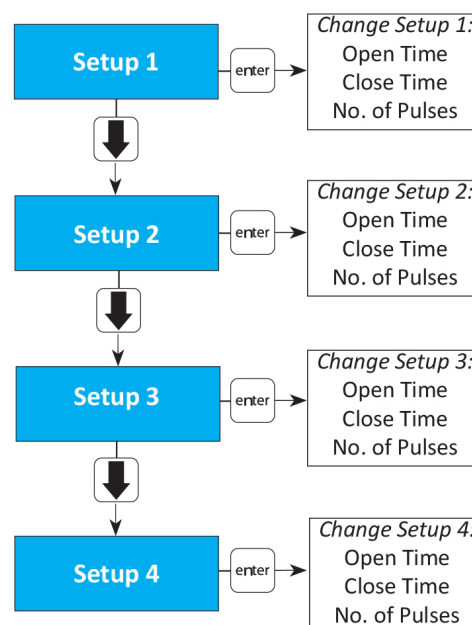 Setup 1
enter
Change Setup 1:
Open Time
Close Time
No. of Pulses
Setup 2
enter
Change Setup 2:
Open Time
Close Time
No. of Pulses
Setup 3
enter
Change Setup 3:
Open Time
Close Time
No. of Pulses
Setup 4
enter
Change Setup 4:
Open Time
Close Time
No. of Pulses